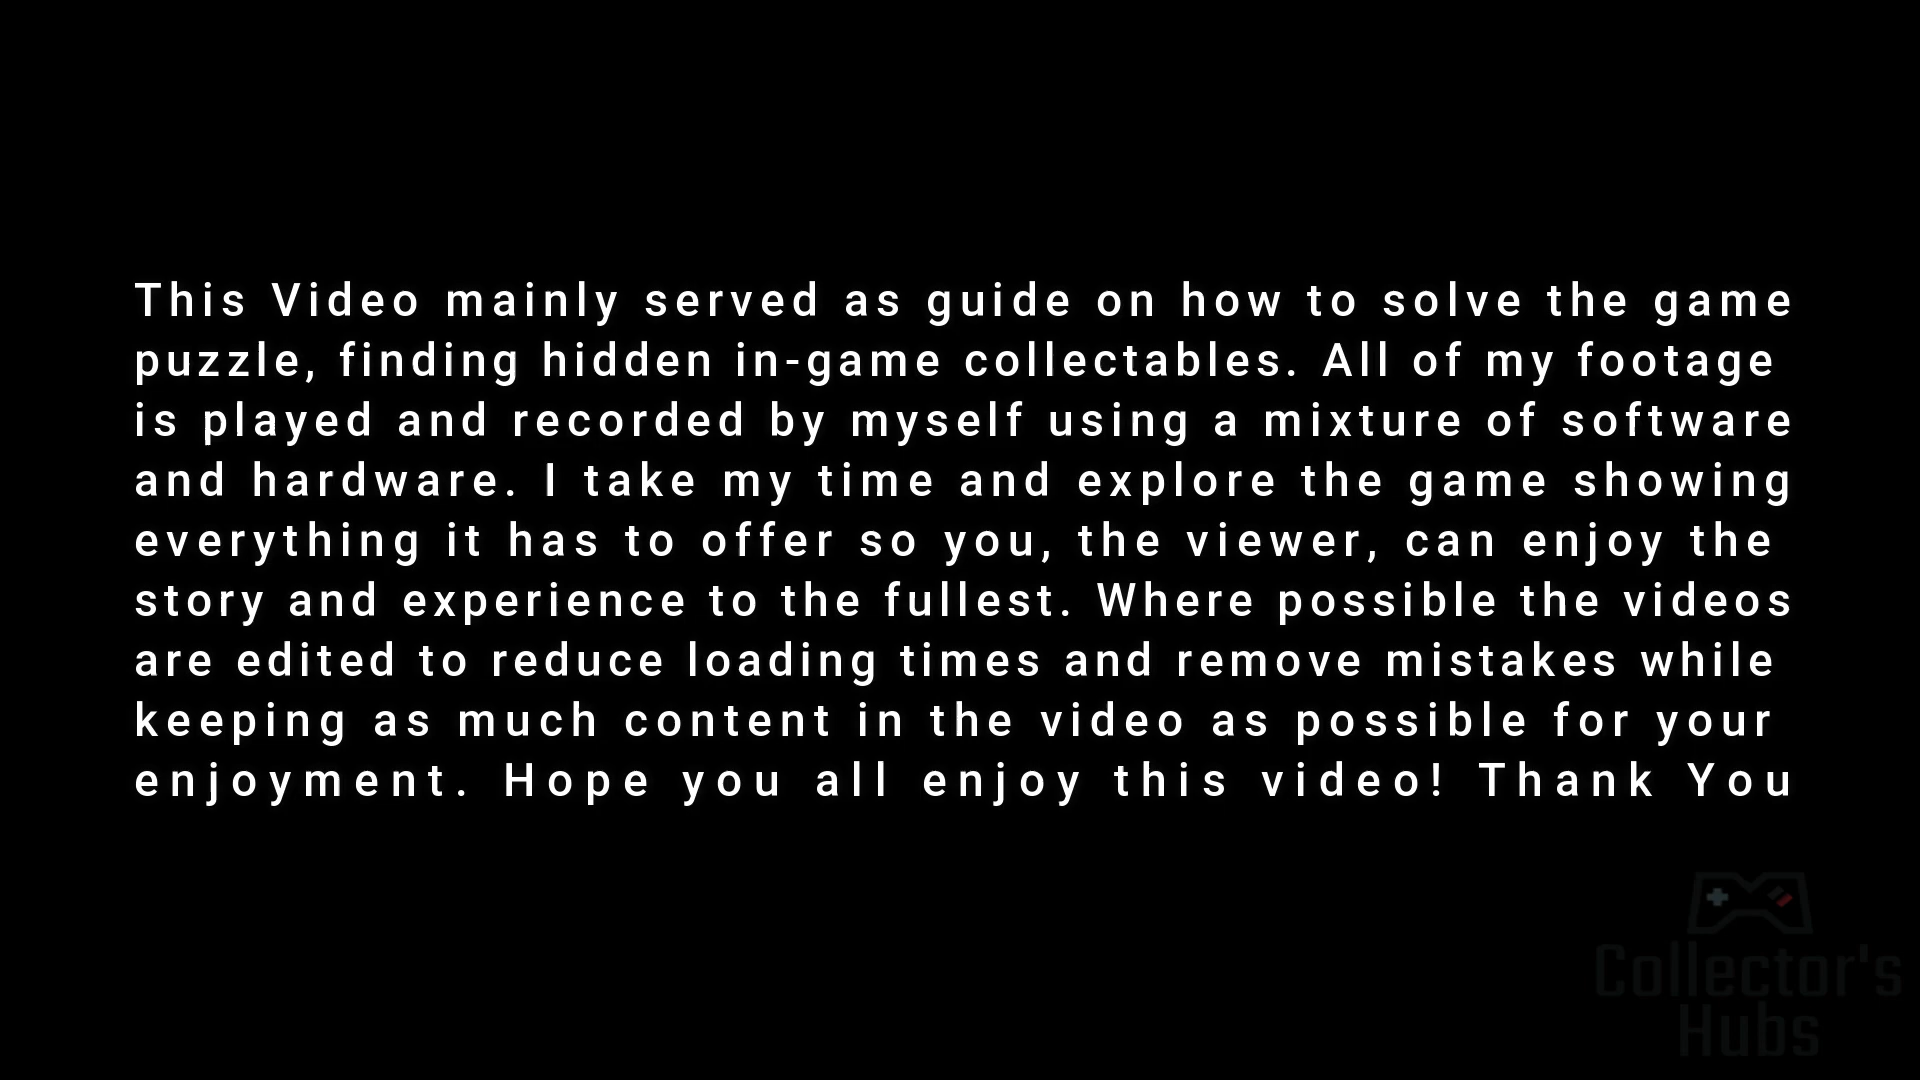 This Video mainly served as guide on how to solve the game
puzzle, finding hidden in-game collectables. All of my footage
is played and recorded by myself using a mixture of software
and hardware. I take my time and explore the game showing
everything it has to offer so you, the viewer, can enjoy the
story and experience to the fullest. Where possible the videos
are edited to reduce loading times and remove mistakes while
keeping as much content in the video as possible for your
enjoyment. Hope you all enjoy this video! Thank You
Collector's
Hubs